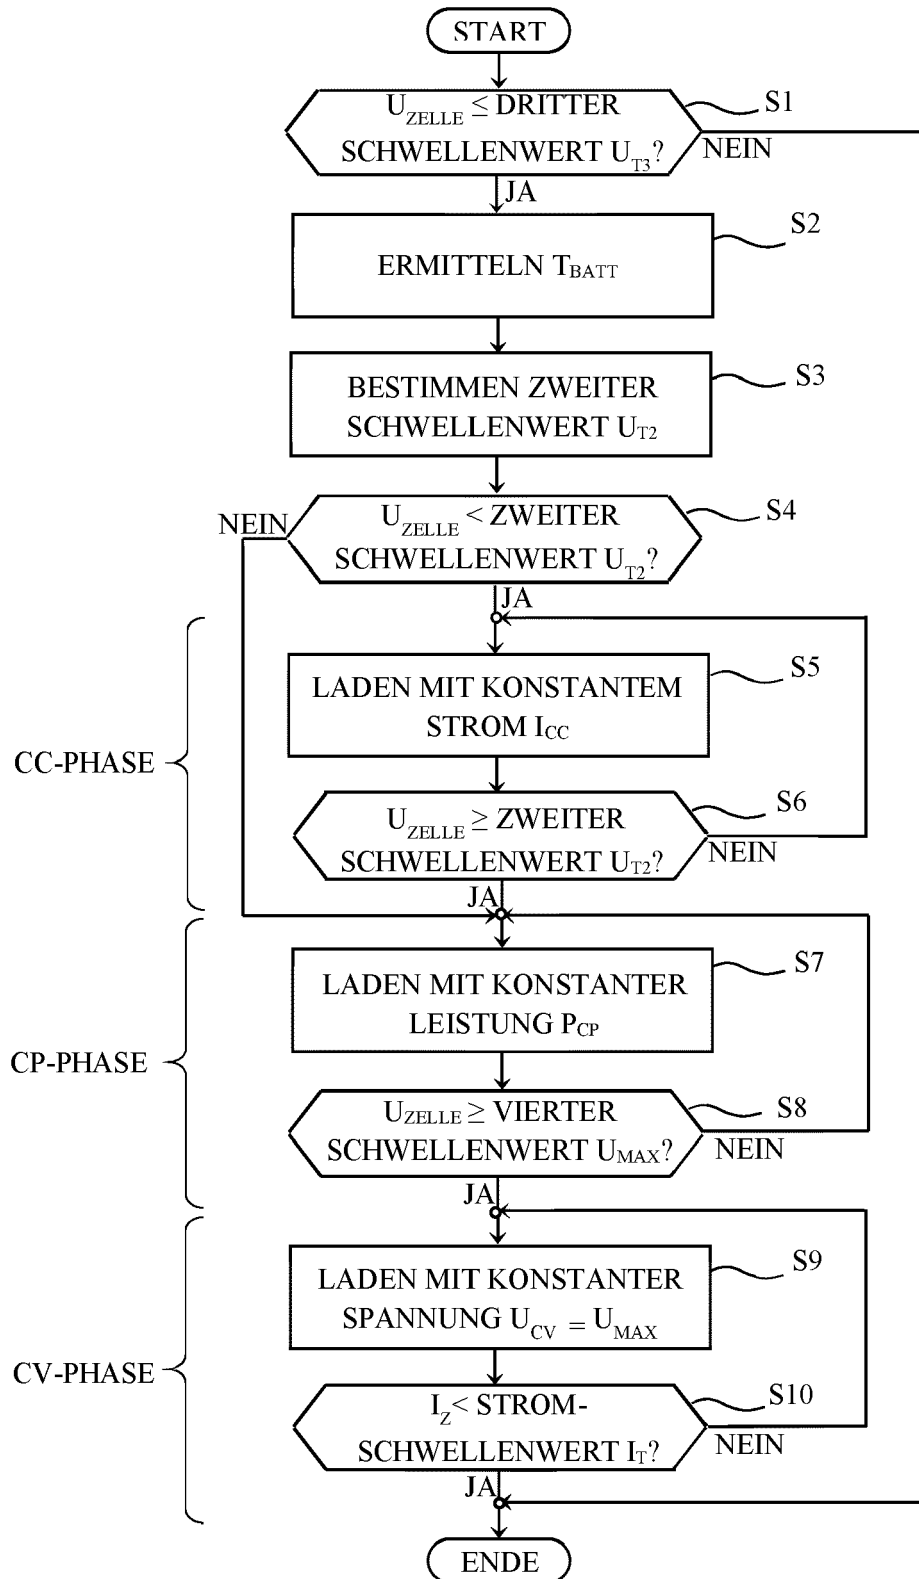 START
U_ZELLE ≤ DRITTER
SCHWELLENWERT U_T3?
S1
NEIN
JA
ERMITTELN T_BATT
S2
BESTIMMEN ZWEITER
SCHWELLENWERT U_T2
S3
U_ZELLE < ZWEITER
SCHWELLENWERT U_T2?
S4
NEIN
JA
CC-PHASE
LADEN MIT KONSTANTEM
STROM I_CC
S5
U_ZELLE ≥ ZWEITER
SCHWELLENWERT U_T2?
S6
NEIN
JA
CP-PHASE
LADEN MIT KONSTANTER
LEISTUNG P_CP
S7
U_ZELLE ≥ VIERTER
SCHWELLENWERT U_MAX?
S8
NEIN
JA
CV-PHASE
LADEN MIT KONSTANTER
SPANNUNG U_CV = U_MAX
S9
I_Z < STROM-
SCHWELLENWERT I_T?
S10
NEIN
JA
ENDE